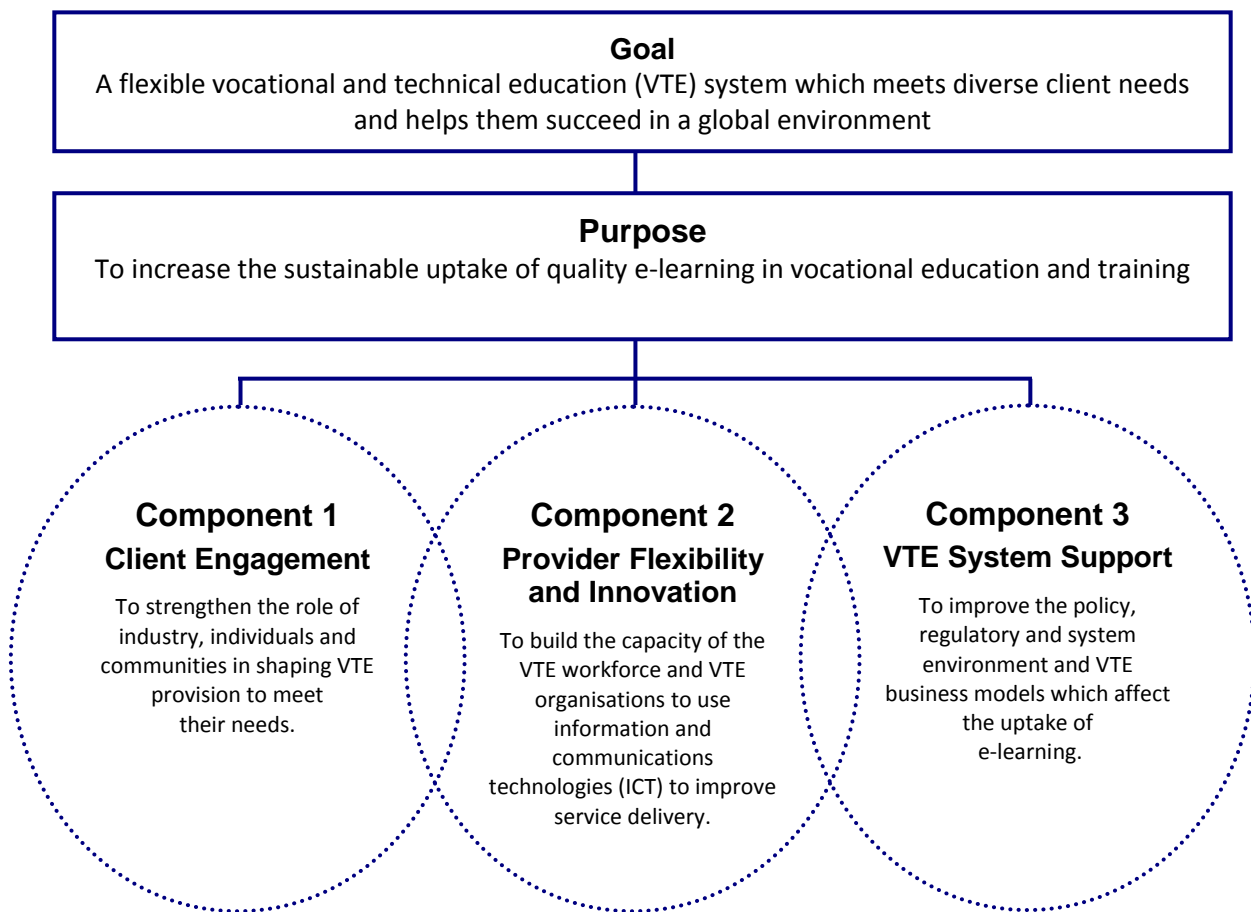 Goal
A flexible vocational and technical education (VTE) system which meets diverse client needs
and helps them succeed in a global environment
Purpose
To increase the sustainable uptake of quality e-learning in vocational education and training
Component 1
Client Engagement
To strengthen the role of
industry, individuals and
communities in shaping VTE
provision to meet
their needs.
Component 2
Provider Flexibility
and Innovation
To build the capacity of the
VTE workforce and VTE
organisations to use
information and
communications
technologies (ICT) to improve
service delivery.
Component 3
VTE System Support
To improve the policy,
regulatory and system
environment and VTE
business models which affect
the uptake of
e-learning.